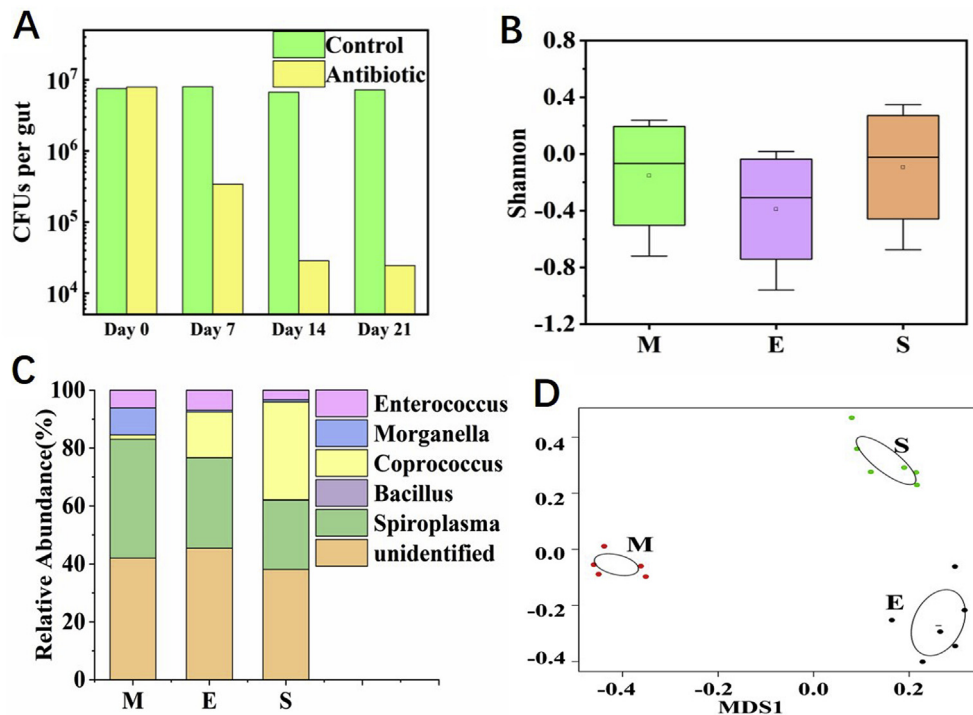 A
CFUs per gut
10⁷
10⁶
10⁵
10⁴
Control
Antibiotic
Day 0 Day 7 Day 14 Day 21
B
Shannon
0.8
0.4
0.0
-0.4
-0.8
-1.2
M E S
C
Relative Abundance(%)
100
80
60
40
20
0
M E S
Enterococcus
Morganella
Coprococcus
Bacillus
Spiroplasma
unidentified
D
0.4
0.2
0.0
-0.2
-0.4
S
M
E
-0.4 -0.2 0.0 0.2
MDS1